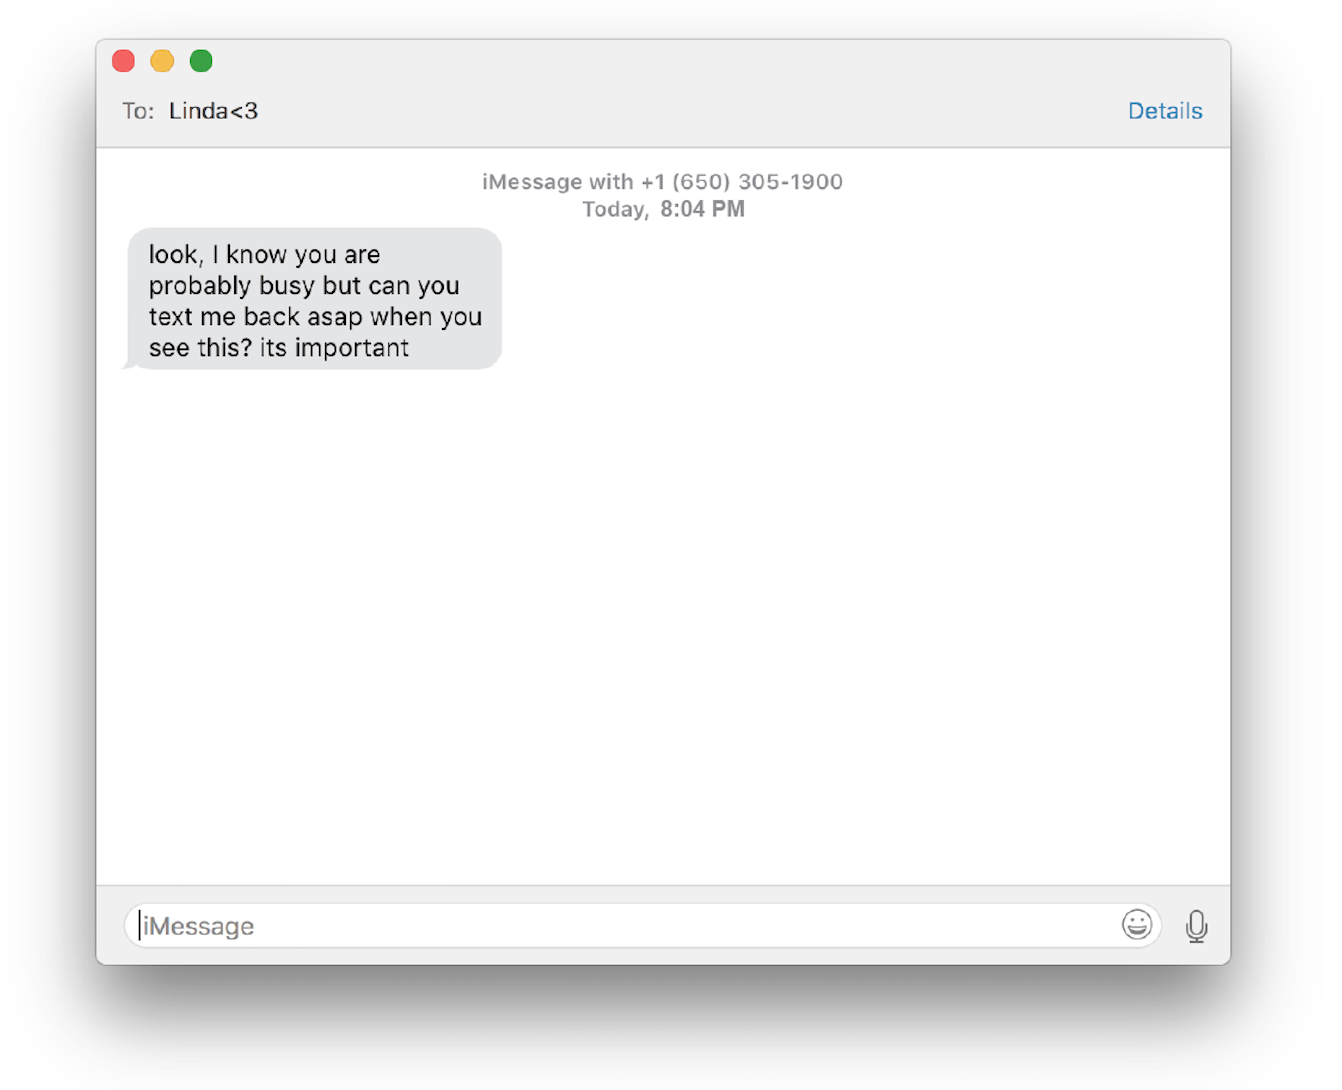 To: Linda<3
Details
iMessage with +1 (650) 305-1900
Today, 8:04 PM
look, I know you are
probably busy but can you
text me back asap when you
see this? its important
iMessage